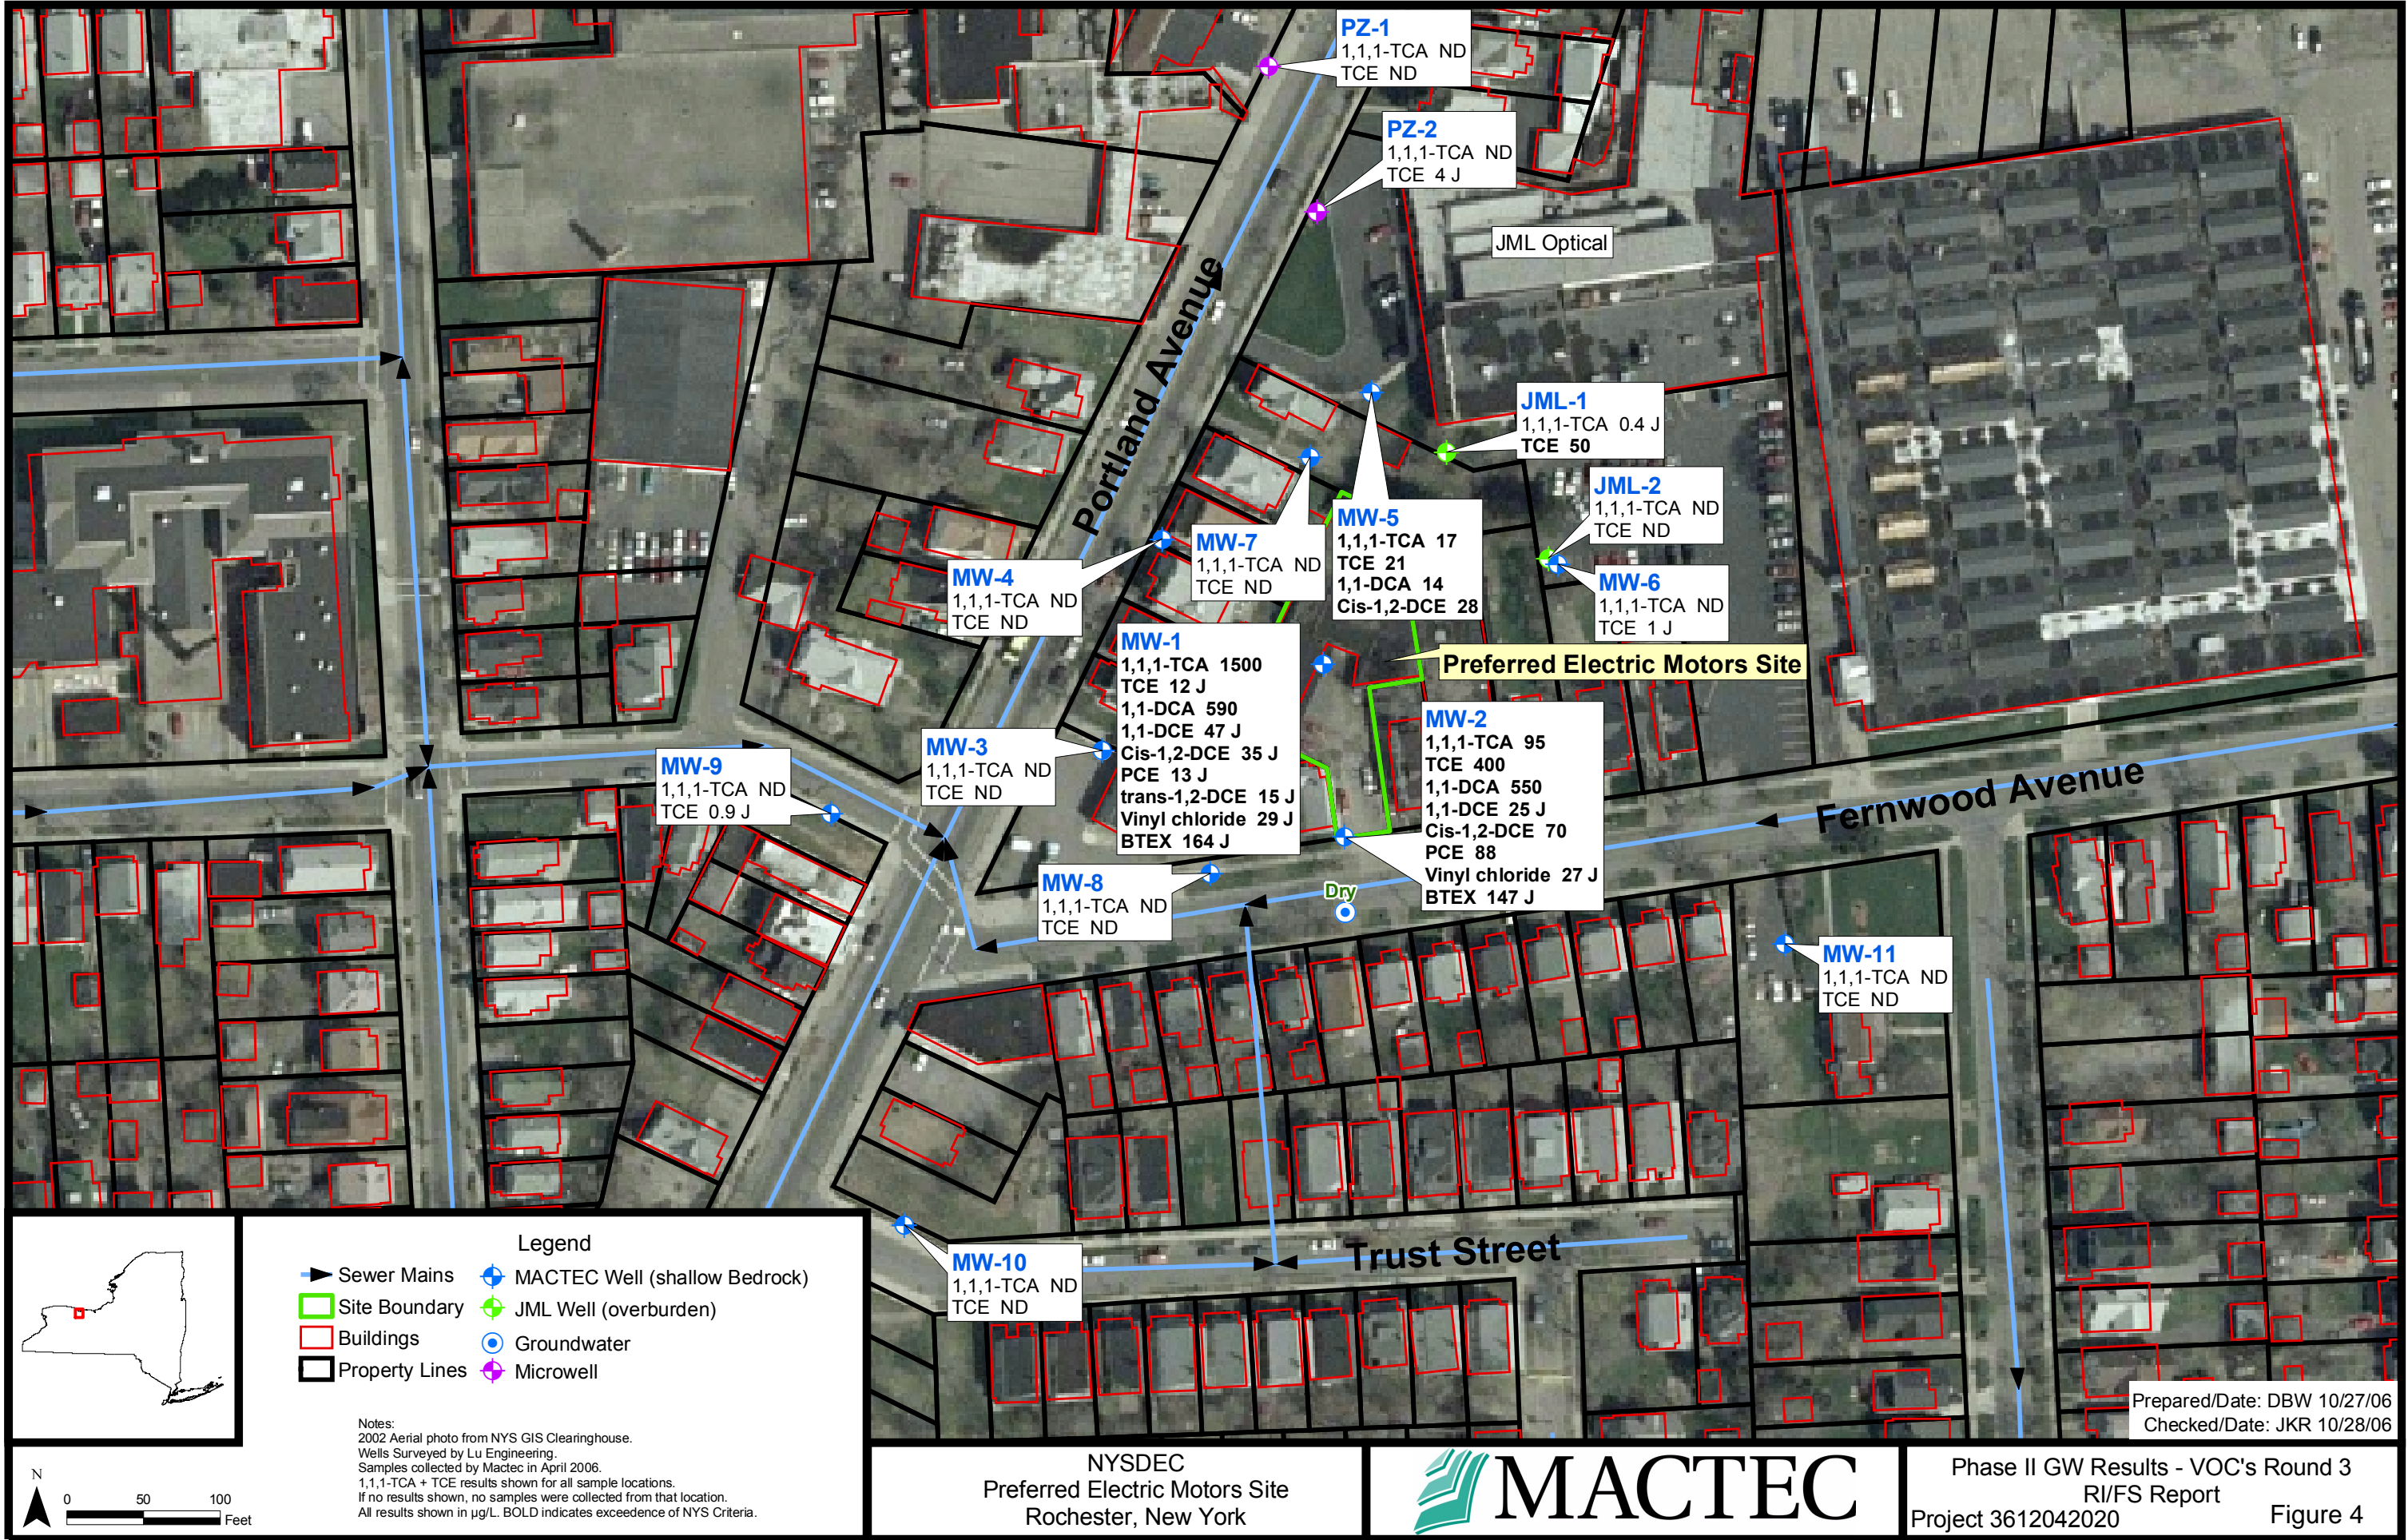 PZ-1
1,1,1-TCA ND
TCE ND
PZ-2
1,1,1-TCA ND
TCE 4 J
JML Optical
Portland Avenue
JML-1
1,1,1-TCA 0.4 J
TCE 50
JML-2
1,1,1-TCA ND
TCE ND
MW-5
1,1,1-TCA 17
TCE 21
1,1-DCA 14
Cis-1,2-DCE 28
MW-7
1,1,1-TCA ND
TCE ND
MW-4
1,1,1-TCA ND
TCE ND
MW-6
1,1,1-TCA ND
TCE 1 J
Preferred Electric Motors Site
MW-1
1,1,1-TCA 1500
TCE 12 J
1,1-DCA 590
1,1-DCE 47 J
Cis-1,2-DCE 35 J
PCE 13 J
trans-1,2-DCE 15 J
Vinyl chloride 29 J
BTEX 164 J
MW-2
1,1,1-TCA 95
TCE 400
1,1-DCA 550
1,1-DCE 25 J
Cis-1,2-DCE 70
PCE 88
Vinyl chloride 27 J
BTEX 147 J
MW-3
1,1,1-TCA ND
TCE ND
MW-9
1,1,1-TCA ND
TCE 0.9 J
Fernwood Avenue
MW-8
1,1,1-TCA ND
TCE ND
Dry
MW-11
1,1,1-TCA ND
TCE ND
Trust Street
MW-10
1,1,1-TCA ND
TCE ND
Legend
Sewer Mains
Site Boundary
Buildings
Property Lines
MACTEC Well (shallow Bedrock)
JML Well (overburden)
Groundwater
Microwell
Notes:
2002 Aerial photo from NYS GIS Clearinghouse.
Wells Surveyed by Lu Engineering.
Samples collected by Mactec in April 2006.
1,1,1-TCA + TCE results shown for all sample locations.
If no results shown, no samples were collected from that location.
All results shown in µg/L. BOLD indicates exceedence of NYS Criteria.
N
0 50 100
Feet
NYSDEC
Preferred Electric Motors Site
Rochester, New York
MACTEC
Prepared/Date: DBW 10/27/06
Checked/Date: JKR 10/28/06
Phase II GW Results - VOC's Round 3
RI/FS Report
Project 3612042020 Figure 4